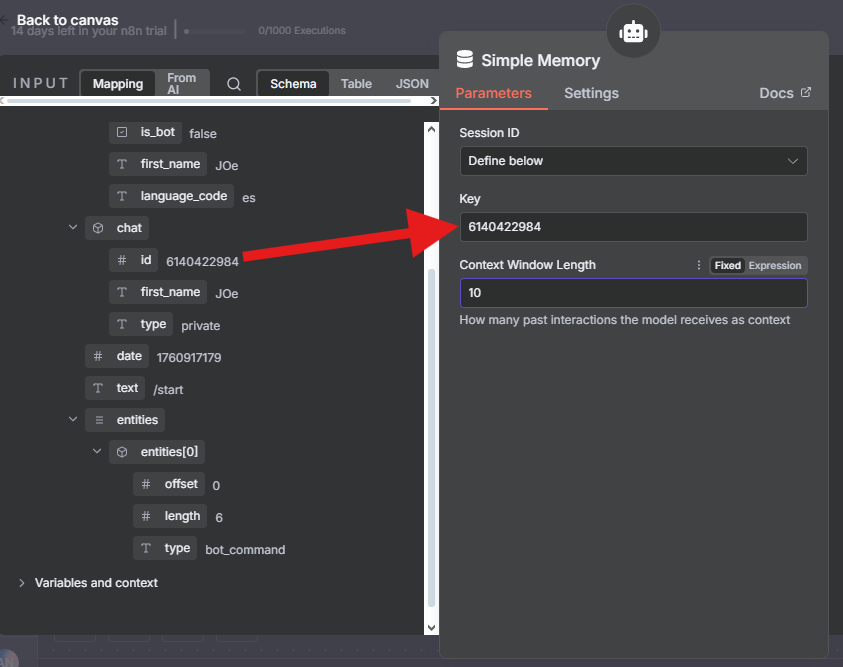 Back to canvas
14 days left in your n8n trial
0/1000 Executions
INPUT
Mapping
From AI
Schema
Table
JSON
is_bot false
first_name JOe
language_code es
chat
# id 6140422984
first_name JOe
type private
# date 1760917179
text /start
entities
entities[0]
# offset 0
# length 6
type bot_command
Variables and context
Simple Memory
Parameters
Settings
Docs
Session ID
Define below
Key
6140422984
Context Window Length
Fixed Expression
10
How many past interactions the model receives as context